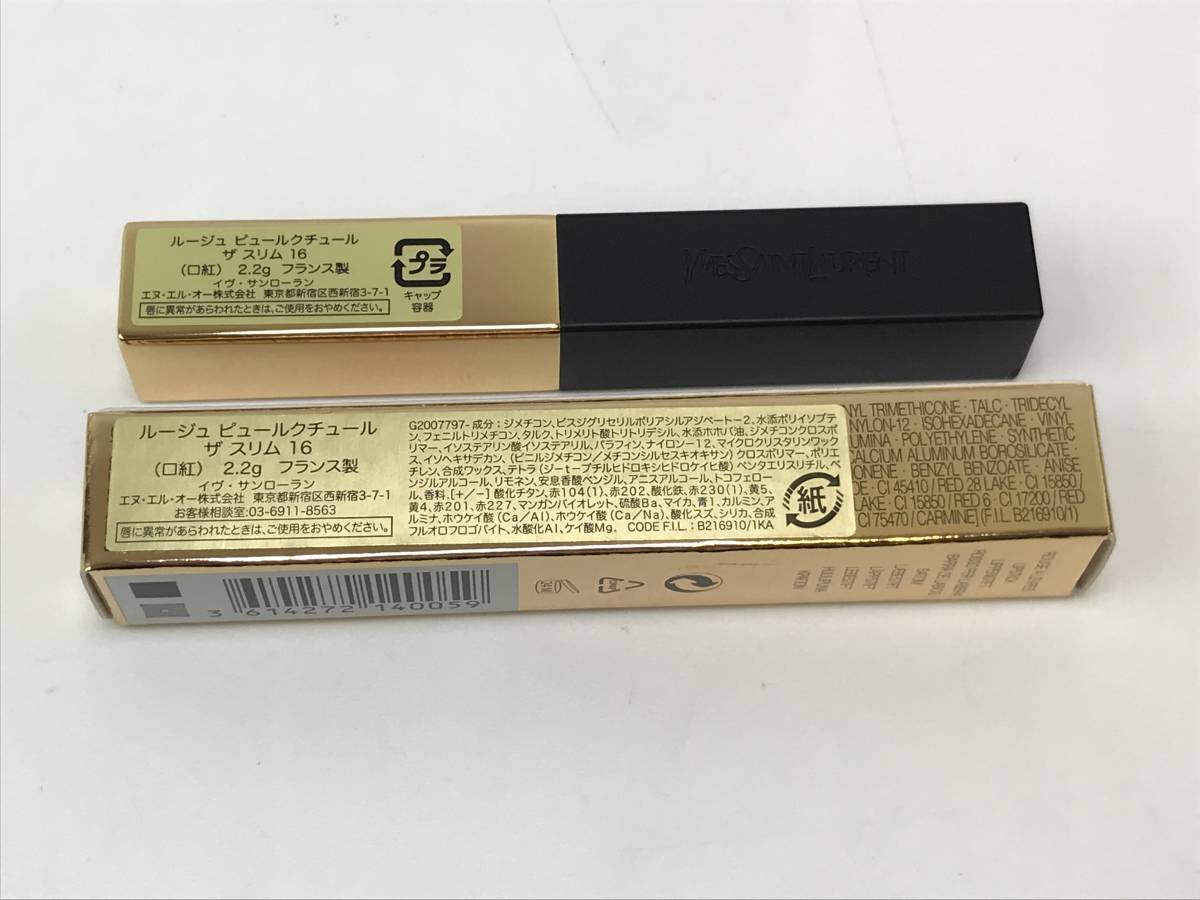 ルージュ ピュールクチュール
ザ スリム 16
（口紅） 2.2g フランス製
イヴ・サンローラン
エヌ・エル・オー株式会社 東京都新宿区西新宿3-7-1
唇に異常があらわれたときは、ご使用をおやめください。
プラ
キャップ
容器
YVESSAINTLAURENT
ルージュ ピュールクチュール
ザ スリム 16
（口紅） 2.2g フランス製
イヴ・サンローラン
エヌ・エル・オー株式会社 東京都新宿区西新宿3-7-1
お客様相談室:03-6911-8563
唇に異常があらわれたときは、ご使用をおやめください。
G2007797- 成分：ジメチコン、ビスジグリセリルポリアシルアジペート-2、水添ポリイソブテ
ン、フェニルトリメチコン、タルク、トリメリト酸トリトリデシル、水添ホホバ油、ジメチコンクロスポ
リマー、イソステアリン酸イソステアリル、パラフィン、ナイロン-12、マイクロクリスタリンワック
ス、イソヘキサデカン、（ビニルジメチコン/メチコンシルセスキオキサン）クロスポリマー、ポリエ
チレン、合成ワックス、テトラ（ジ-t-ブチルヒドロキシヒドロケイヒ酸）ペンタエリスリチル、ベ
ンジルアルコール、リモネン、安息香酸ベンジル、アニスアルコール、トコフェロー
ル、香料、[+/-] 酸化チタン、赤104(1)、赤202、酸化鉄、赤230(1)、黄5、
黄4、赤201、赤227、マンガンバイオレット、硫酸Ba、マイカ、青1、カルミン、ア
ルミナ、ホウケイ酸（Ca/Al）、ホウケイ酸（Ca/Na）、酸化スズ、シリカ、合成
フルオロフロゴパイト、水酸化Al、ケイ酸Mg. CODE F.I.L. : B216910/1KA
紙
NYL TRIMETHICONE · TALC · TRIDECYL
NYLON-12 · ISOHEXADECANE · VINYL
LUMINA · POLYETHYLENE · SYNTHETIC
CALCIUM ALUMINUM BOROSILICATE ·
ONENE · BENZYL BENZOATE · ANISE
DE · CI 45410 / RED 28 LAKE · CI 15850
LAKE · CI 15850 / RED 6 · CI 17200 / RED
CI 75470 / CARMINE] (F.I.L. B216910/1)
3 614272 140059